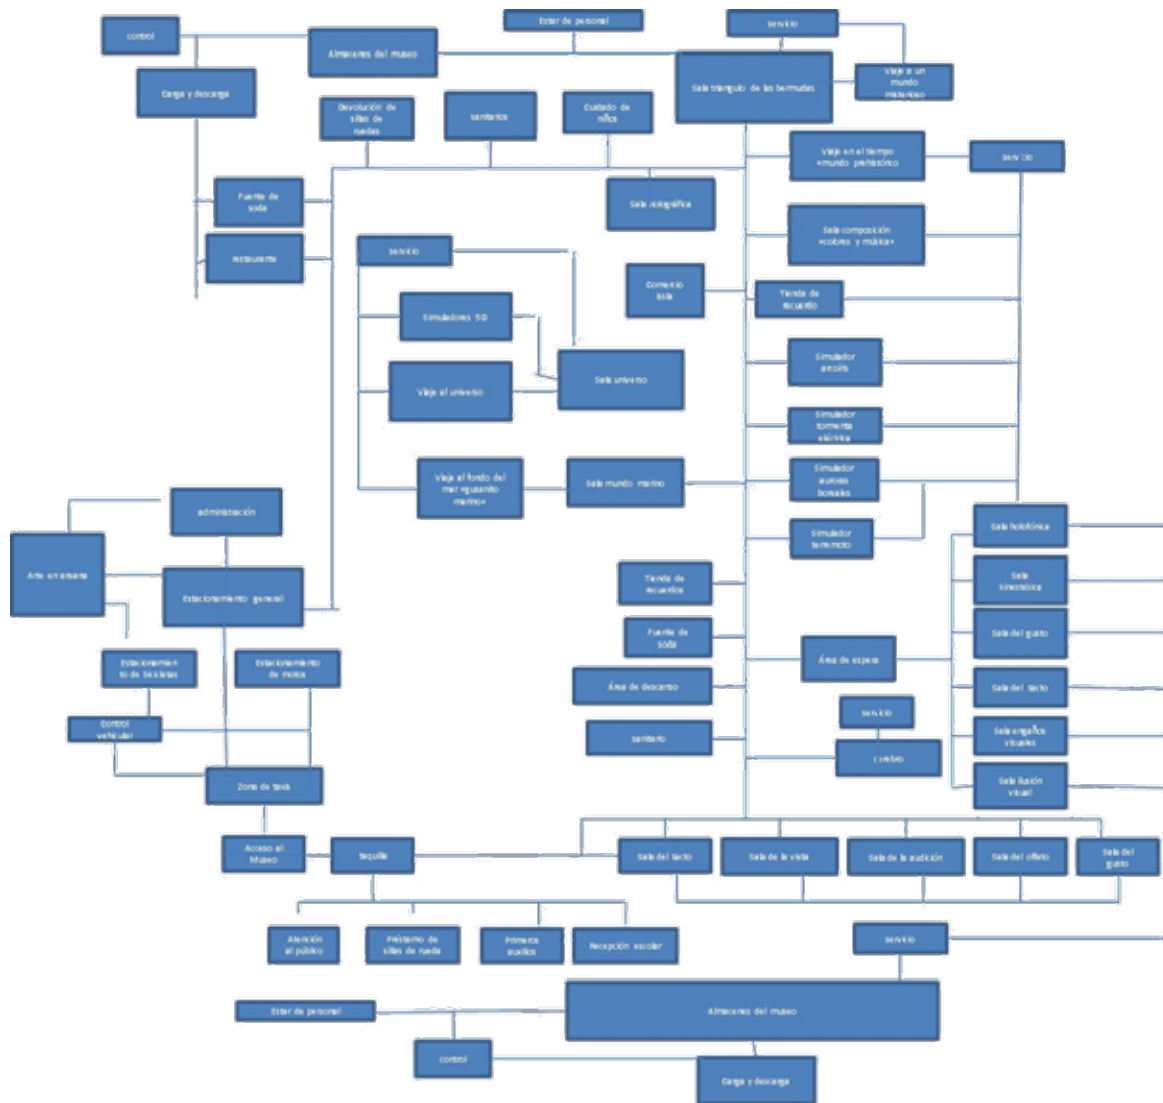 Estar de personal
servicio
control
Almacenes del museo
Sala triangulo de las bermudas
Viaje a un
mundo
misterioso
Carga y descarga
Devolución de
sillas de
ruedas
sanitarios
Cuidado de
niños
Viaje en el tiempo
«mundo prehistórico
servicio
Fuente de
soda
Sala holográfica
Sala composición
«colores y música»
restaurante
servicio
Comercio
Tienda de
recuerdo
Simuladores 5D
Simulador
arcoíris
Sala universo
Viaje al universo
Simulador
tormenta
eléctrica
Viaje al fondo del
mar «gusanito
marino»
Sala mundo marino
Simulador
auroras
boreales
administración
Simulador
terremoto
Sala holofónica
Arte en
Estacionamiento general
Tienda de
recuerdos
Sala
kinestésica
Fuente de
soda
Sala del gusto
Área de espera
Estacionamien
to de bicicletas
Estacionamiento
de motos
Área de descanso
Sala del tacto
servicio
Control
vehicular
sanitario
Sala engaños
visuales
cerebro
Zona de taxis
Sala ilusión
visual
Acceso al
Museo
taquilla
Sala del tacto
Sala de la vista
Sala de la audición
Sala del olfato
Sala del
gusto
Atención
al público
Préstamo de
sillas de rueda
Primeros
auxilios
Recepción escolar
servicio
Estar de personal
Almacenes del museo
control
Carga y descarga